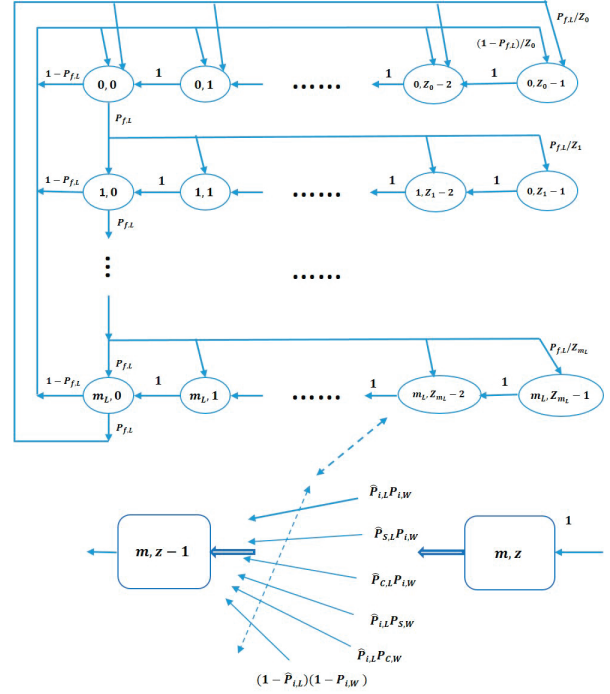 P_{f,L}/Z_0
(1 − P_{f,L})/Z_0
1 − P_{f,L} 1 1 1
0, 0 0, 1 …… 0, Z_0 − 2 0, Z_0 − 1
P_{f,L}
P_{f,L}/Z_1
1 − P_{f,L} 1 1 1
1, 0 1, 1 …… 1, Z_1 − 2 0, Z_1 − 1
P_{f,L}
⋮ ……
P_{f,L}/Z_{m_L}
P_{f,L}
1 − P_{f,L} 1 1 1
m_L, 0 m_L, 1 …… m_L, Z_{m_L} − 2 m_L, Z_{m_L} − 1
P_{f,L}
P̂_{i,L}P_{i,W}
1
P̂_{S,L}P_{i,W}
m, z − 1 m, z
P̂_{C,L}P_{i,W}
P̂_{i,L}P_{S,W}
P̂_{i,L}P_{C,W}
(1 − P̂_{i,L})(1 − P_{i,W})